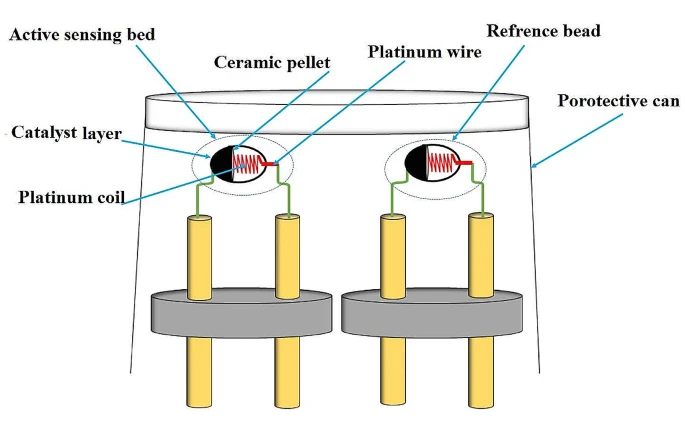 Active sensing bed
Ceramic pellet
Platinum wire
Refrence bead
Porotective can
Catalyst layer
Platinum coil